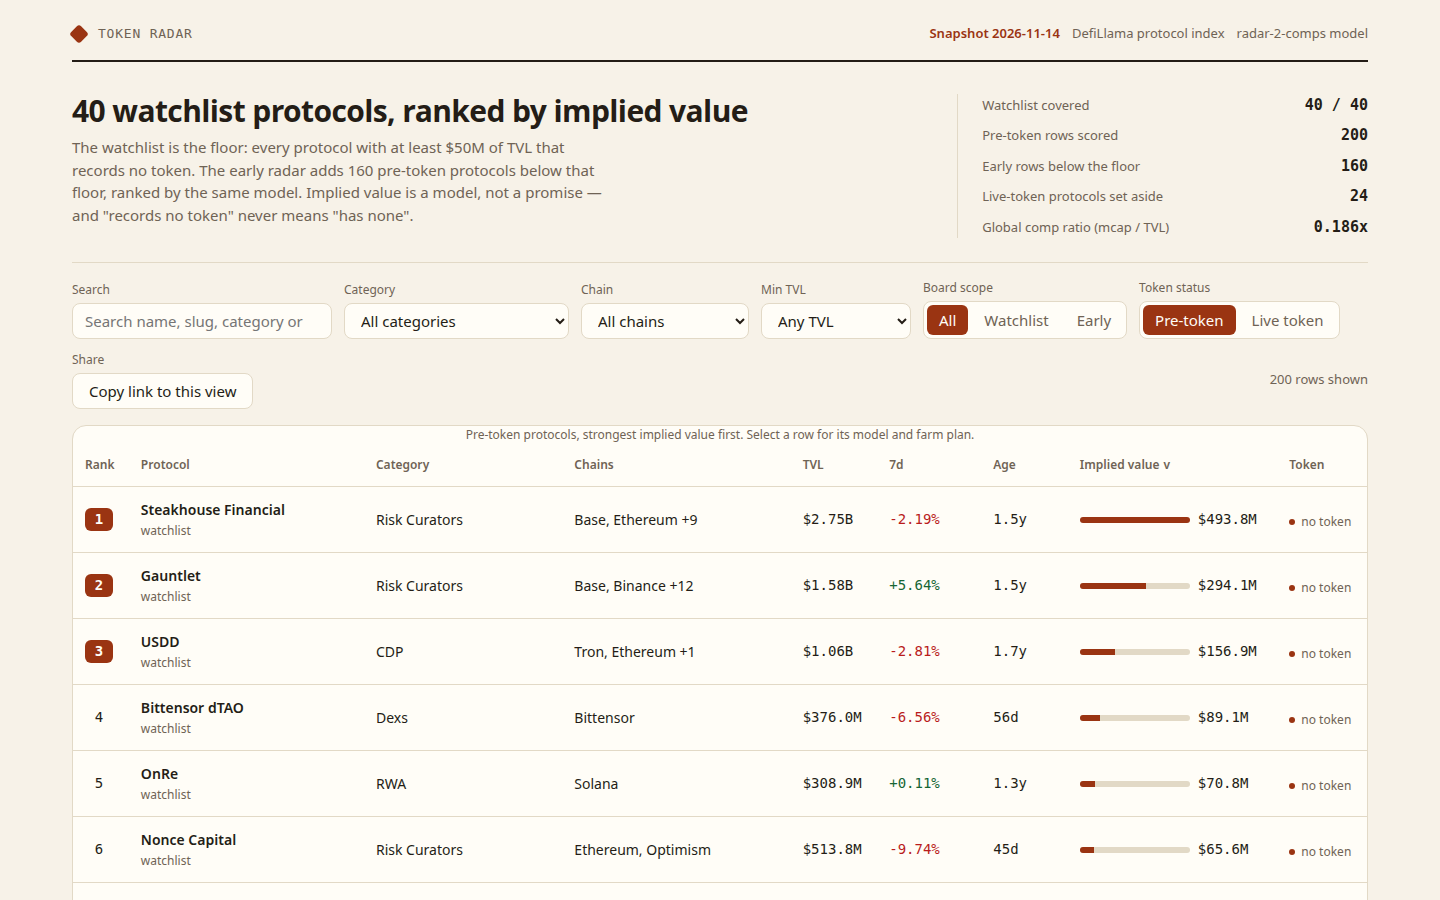 TOKEN RADAR
Snapshot 2026-11-14 DefiLlama protocol index radar-2-comps model
40 watchlist protocols, ranked by implied value
The watchlist is the floor: every protocol with at least $50M of TVL that
records no token. The early radar adds 160 pre-token protocols below that
floor, ranked by the same model. Implied value is a model, not a promise —
and "records no token" never means "has none".
Watchlist covered 40 / 40
Pre-token rows scored 200
Early rows below the floor 160
Live-token protocols set aside 24
Global comp ratio (mcap / TVL) 0.186x
Search Category Chain Min TVL Board scope Token status
Search name, slug, category or All categories All chains Any TVL All Watchlist Early Pre-token Live token
Share
Copy link to this view
200 rows shown
Pre-token protocols, strongest implied value first. Select a row for its model and farm plan.
Rank Protocol Category Chains TVL 7d Age Implied value v Token
1 Steakhouse Financial Risk Curators Base, Ethereum +9 $2.75B -2.19% 1.5y $493.8M no token
watchlist
2 Gauntlet Risk Curators Base, Binance +12 $1.58B +5.64% 1.5y $294.1M no token
watchlist
3 USDD CDP Tron, Ethereum +1 $1.06B -2.81% 1.7y $156.9M no token
watchlist
4 Bittensor dTAO Dexs Bittensor $376.0M -6.56% 56d $89.1M no token
watchlist
5 OnRe RWA Solana $308.9M +0.11% 1.3y $70.8M no token
watchlist
6 Nonce Capital Risk Curators Ethereum, Optimism $513.8M -9.74% 45d $65.6M no token
watchlist